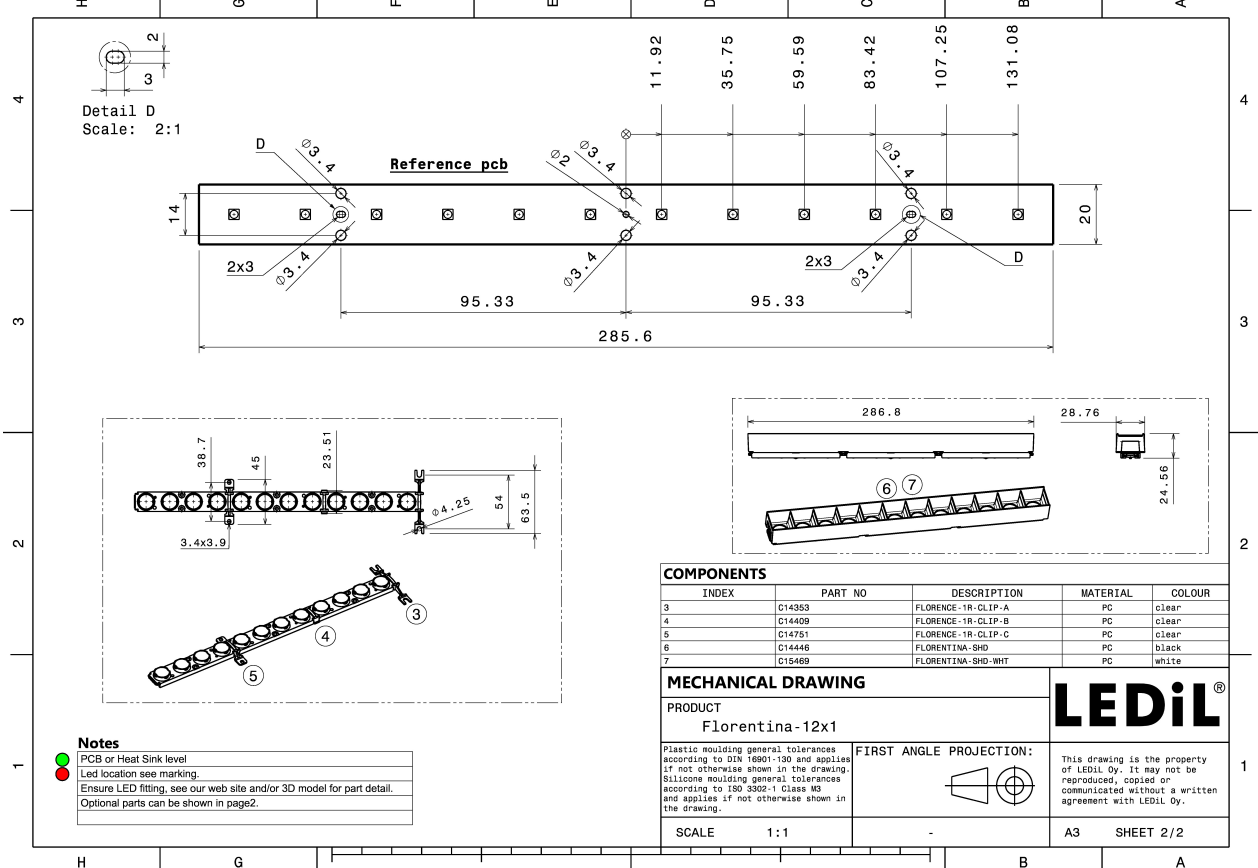 H G F E D C B A
4
3
2
1
4
3
2
1
2
3
Detail D
Scale: 2:1
11.92
35.75
59.59
83.42
107.25
131.08
D
∅3.4
Reference pcb
∅2
∅3.4
∅3.4
14
20
2x3
∅3.4
∅3.4
2x3
∅3.4
D
95.33
95.33
285.6
38.7
45
23.51
∅4.25
54
63.5
3.4x3.9
3
4
5
286.8
28.76
24.56
6 7
COMPONENTS
INDEX PART NO DESCRIPTION MATERIAL COLOUR
3 C14353 FLORENCE-1R-CLIP-A PC clear
4 C14409 FLORENCE-1R-CLIP-B PC clear
5 C14751 FLORENCE-1R-CLIP-C PC clear
6 C14446 FLORENTINA-SHD PC black
7 C15469 FLORENTINA-SHD-WHT PC white
MECHANICAL DRAWING
PRODUCT
Florentina-12x1
LEDiL®
Plastic moulding general tolerances
according to DIN 16901-130 and applies
if not otherwise shown in the drawing.
Silicone moulding general tolerances
according to ISO 3302-1 Class M3
and applies if not otherwise shown in
the drawing.
FIRST ANGLE PROJECTION:
This drawing is the property
of LEDiL Oy. It may not be
reproduced, copied or
communicated without a written
agreement with LEDiL Oy.
SCALE 1:1
-
A3 SHEET 2/2
Notes
PCB or Heat Sink level
Led location see marking.
Ensure LED fitting, see our web site and/or 3D model for part detail.
Optional parts can be shown in page2.
H G B A